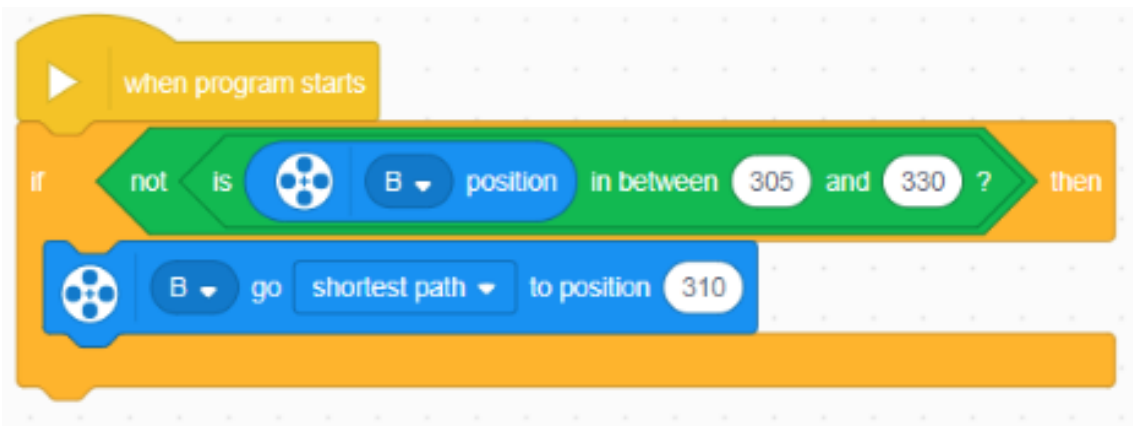 when program starts
if not is B position in between 305 and 330 ? then
B go shortest path to position 310